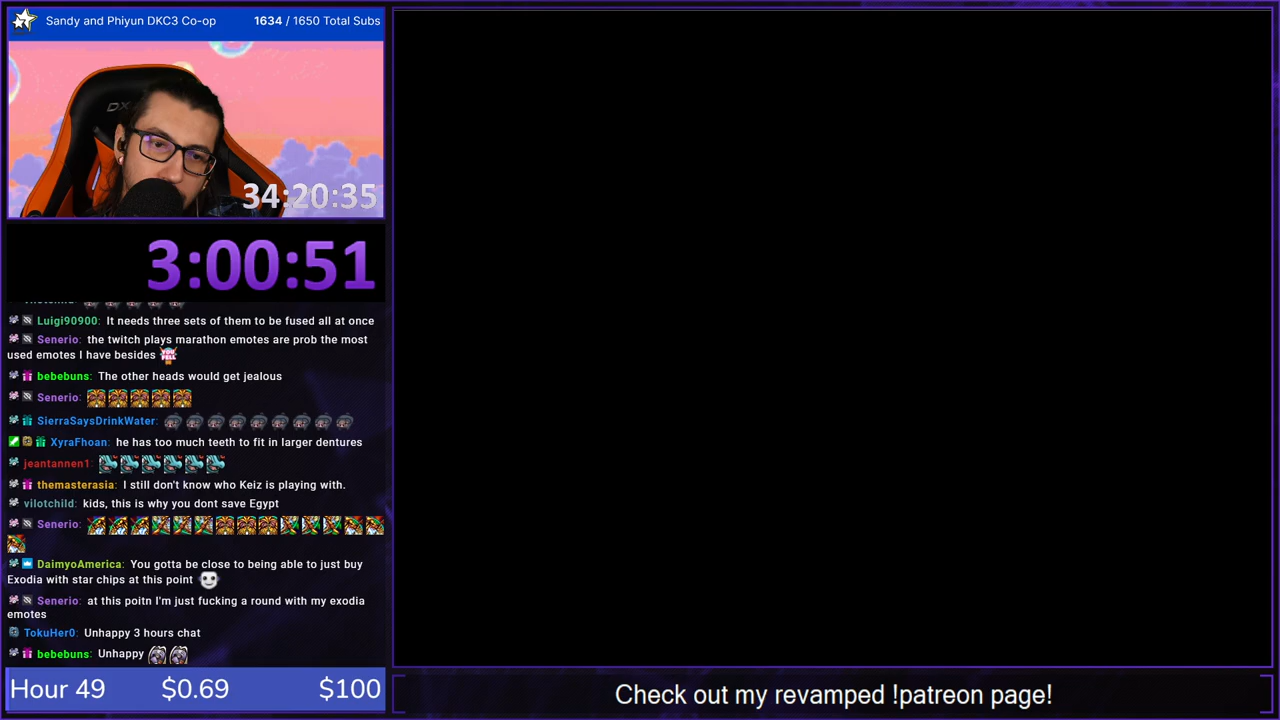 Sandy and Phiyun DKC3 Co-op 1634 / 1650 Total Subs
34:20:35
3:00:51
Luigi90900: It needs three sets of them to be fused all at once
Senerio: the twitch plays marathon emotes are prob the most
used emotes I have besides
bebebuns: The other heads would get jealous
Senerio:
SierraSaysDrinkWater:
XyraFhoan: he has too much teeth to fit in larger dentures
jeantannen1:
themasterasia: I still don't know who Keiz is playing with.
vilotchild: kids, this is why you dont save Egypt
Senerio:
DaimyoAmerica: You gotta be close to being able to just buy
Exodia with star chips at this point
Senerio: at this poitn I'm just fucking a round with my exodia
emotes
TokuHer0: Unhappy 3 hours chat
bebebuns: Unhappy
Hour 49 $0.69 $100
Check out my revamped !patreon page!